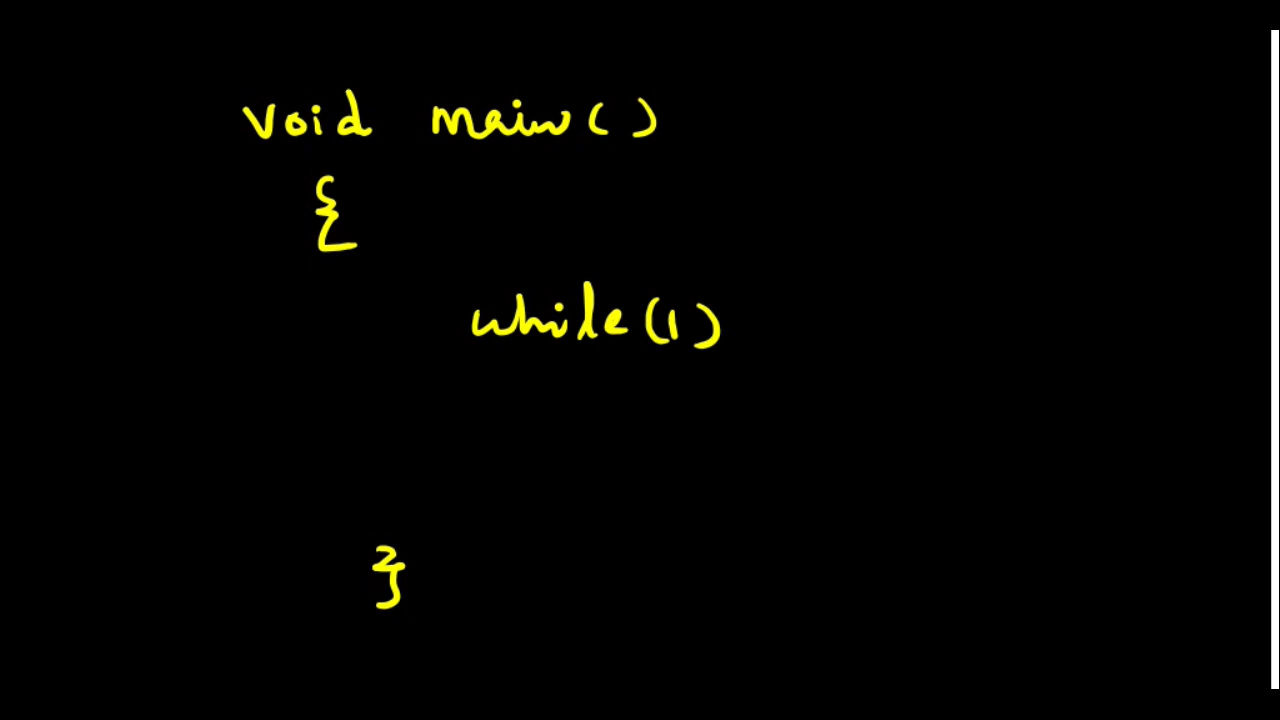 void main()
{
while(1)
}